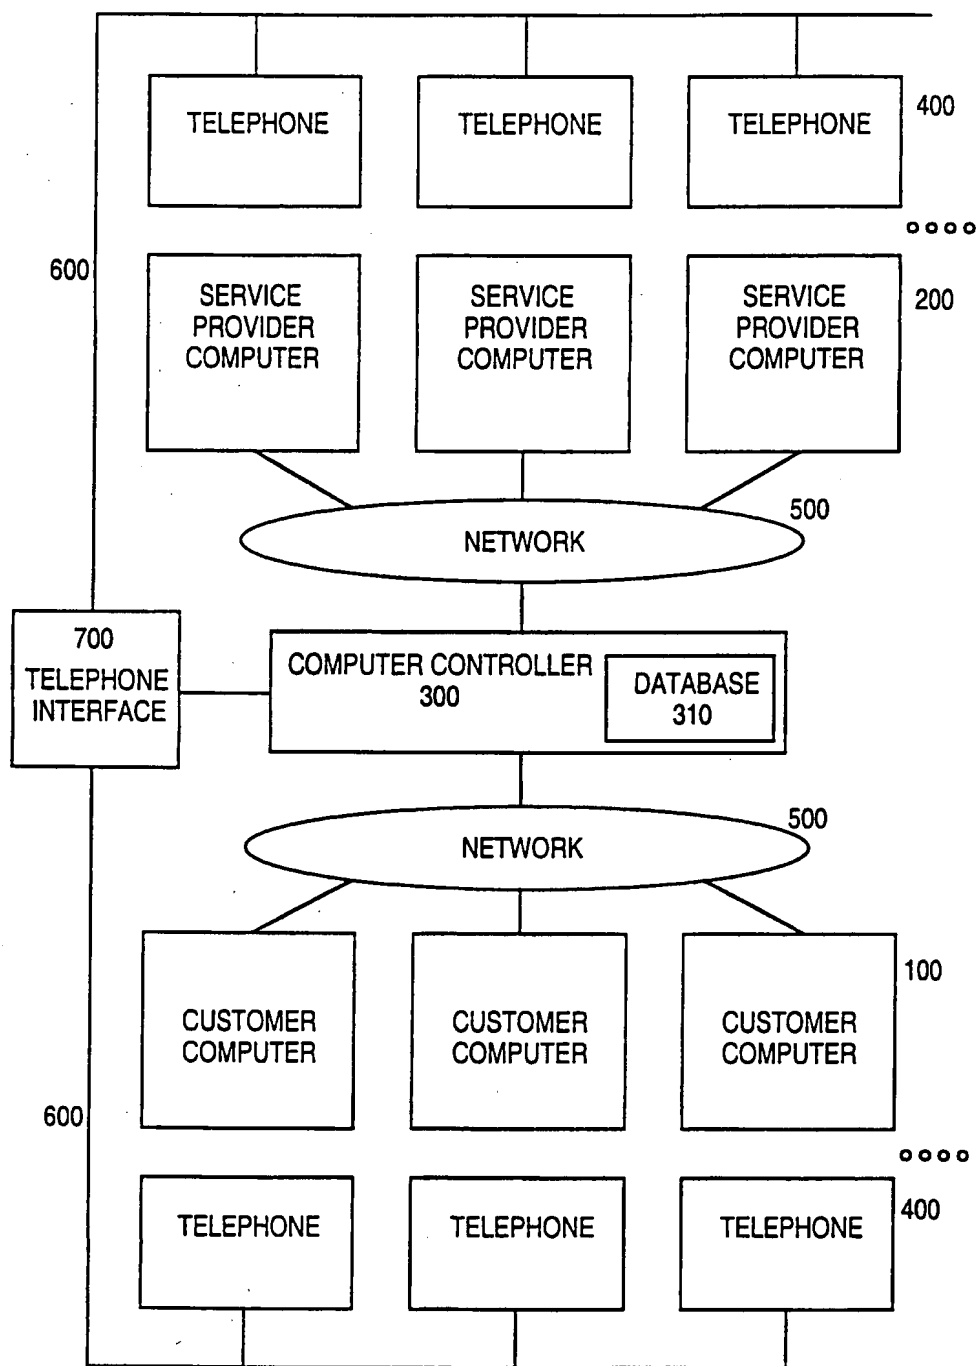 TELEPHONE
TELEPHONE
TELEPHONE
400
600
SERVICE
PROVIDER
COMPUTER
SERVICE
PROVIDER
COMPUTER
SERVICE
PROVIDER
COMPUTER
200
NETWORK
500
700
TELEPHONE
INTERFACE
COMPUTER CONTROLLER
300
DATABASE
310
NETWORK
500
CUSTOMER
COMPUTER
CUSTOMER
COMPUTER
CUSTOMER
COMPUTER
100
600
TELEPHONE
TELEPHONE
TELEPHONE
400